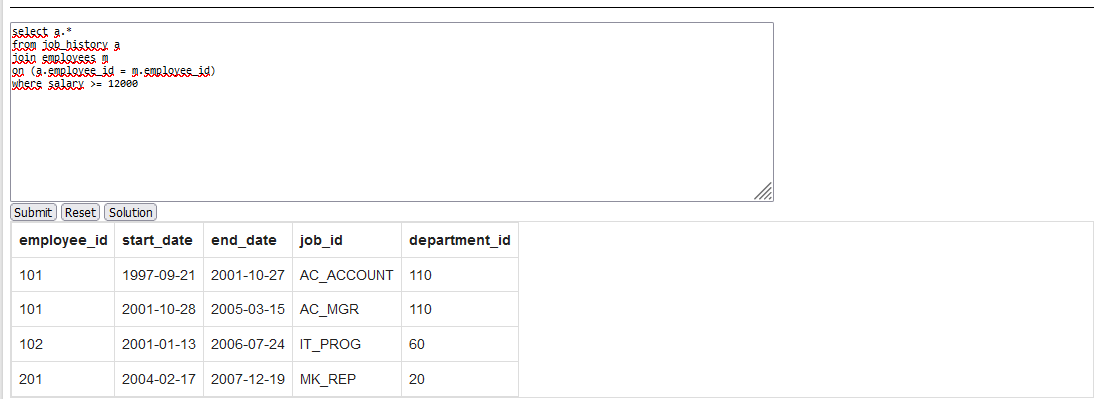 select a.*
from job_history a
join employees m
on (a.employee_id = m.employee_id)
where salary >= 12000
Submit Reset Solution
employee_id start_date end_date job_id department_id
101 1997-09-21 2001-10-27 AC_ACCOUNT 110
101 2001-10-28 2005-03-15 AC_MGR 110
102 2001-01-13 2006-07-24 IT_PROG 60
201 2004-02-17 2007-12-19 MK_REP 20